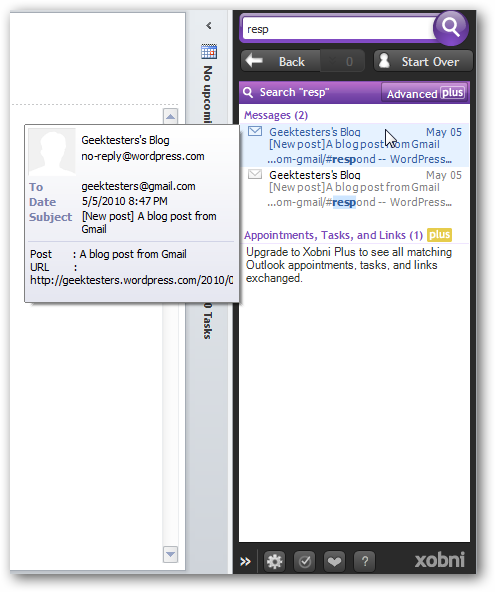 resp
Back
0
Start Over
Search "resp"
Advanced plus
Messages (2)
Geektesters's Blog May 05
[New post] A blog post from Gmail
...om-gmail/#respond -- WordPress...
Geektesters's Blog May 05
[New post] A blog post from Gmail
...om-gmail/#respond -- WordPress...
Appointments, Tasks, and Links (1) plus
Upgrade to Xobni Plus to see all matching
Outlook appointments, tasks, and links
exchanged.
xobni
No upcoming
0 Tasks
Geektesters's Blog
no-reply@wordpress.com
To geektesters@gmail.com
Date 5/5/2010 8:47 PM
Subject [New post] A blog post from
Gmail
Post : A blog post from Gmail
URL :
http://geektesters.wordpress.com/2010/0